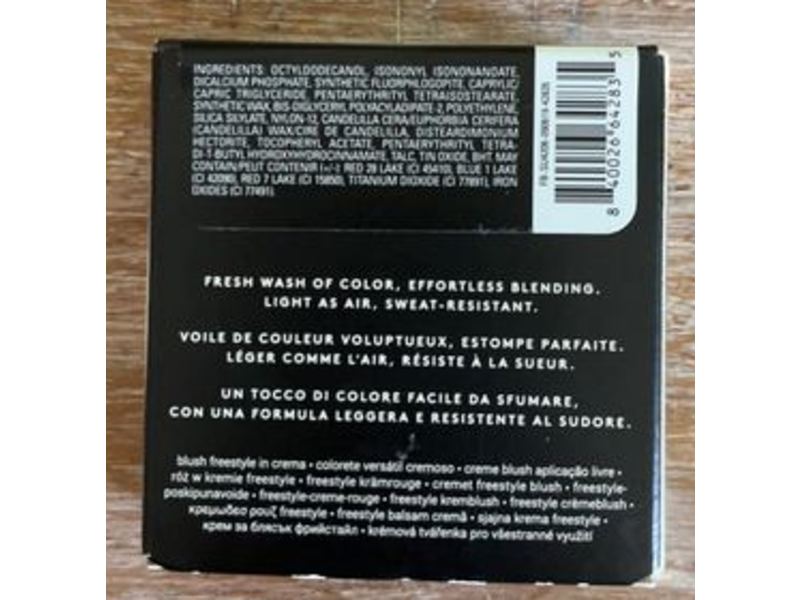 INGREDIENTS: OCTYLDODECANOL, ISONONYL ISONONANOATE,
DICALCIUM PHOSPHATE, SYNTHETIC FLUORPHLOGOPITE, CAPRYLIC/
CAPRIC TRIGLYCERIDE, PENTAERYTHRITYL TETRAISOSTEARATE,
SYNTHETIC WAX, BIS-DIGLYCERYL POLYACYLADIPATE-2, POLYETHYLENE,
SILICA SILYLATE, NYLON-12, CANDELILLA CERA/EUPHORBIA CERIFERA
(CANDELILLA) WAX/CIRE DE CANDELILLA, DISTEARDIMONIUM
HECTORITE, TOCOPHERYL ACETATE, PENTAERYTHRITYL TETRA-
DI-T-BUTYL HYDROXYHYDROCINNAMATE, TALC, TIN OXIDE, BHT. MAY
CONTAIN/PEUT CONTENIR (+/-): RED 28 LAKE (CI 45410), BLUE 1 LAKE
(CI 42090), RED 7 LAKE (CI 15850), TITANIUM DIOXIDE (CI 77891), IRON
OXIDES (CI 77491).
8 40026 64283 5
FRESH WASH OF COLOR, EFFORTLESS BLENDING.
LIGHT AS AIR, SWEAT-RESISTANT.
VOILE DE COULEUR VOLUPTUEUX, ESTOMPE PARFAITE.
LÉGER COMME L'AIR, RÉSISTE À LA SUEUR.
UN TOCCO DI COLORE FACILE DA SFUMARE,
CON UNA FORMULA LEGGERA E RESISTENTE AL SUDORE.
blush freestyle in crema • colorete versátil cremoso • creme blush aplicação livre •
róż w kremie freestyle • freestyle krämrouge • cremet freestyle blush • freestyle-
poskipunavoide • freestyle-creme-rouge • freestyle kremblush • freestyle crèmeblush •
κρεμώδες ρουζ freestyle • freestyle balsam cremă • sjajna krema freestyle •
крем за блясък фрийстайл • krémová tvářenka pro všestranné využití